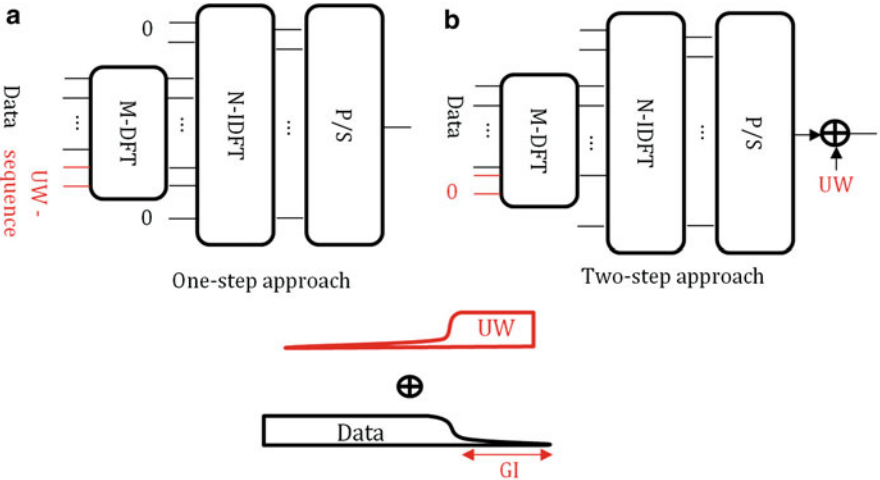 a
0
Data
...
UW -
sequence
M-DFT
...
0
N-IDFT
...
P/S
One-step approach
b
Data
...
0
M-DFT
...
N-IDFT
...
P/S
UW
Two-step approach
UW
Data
GI